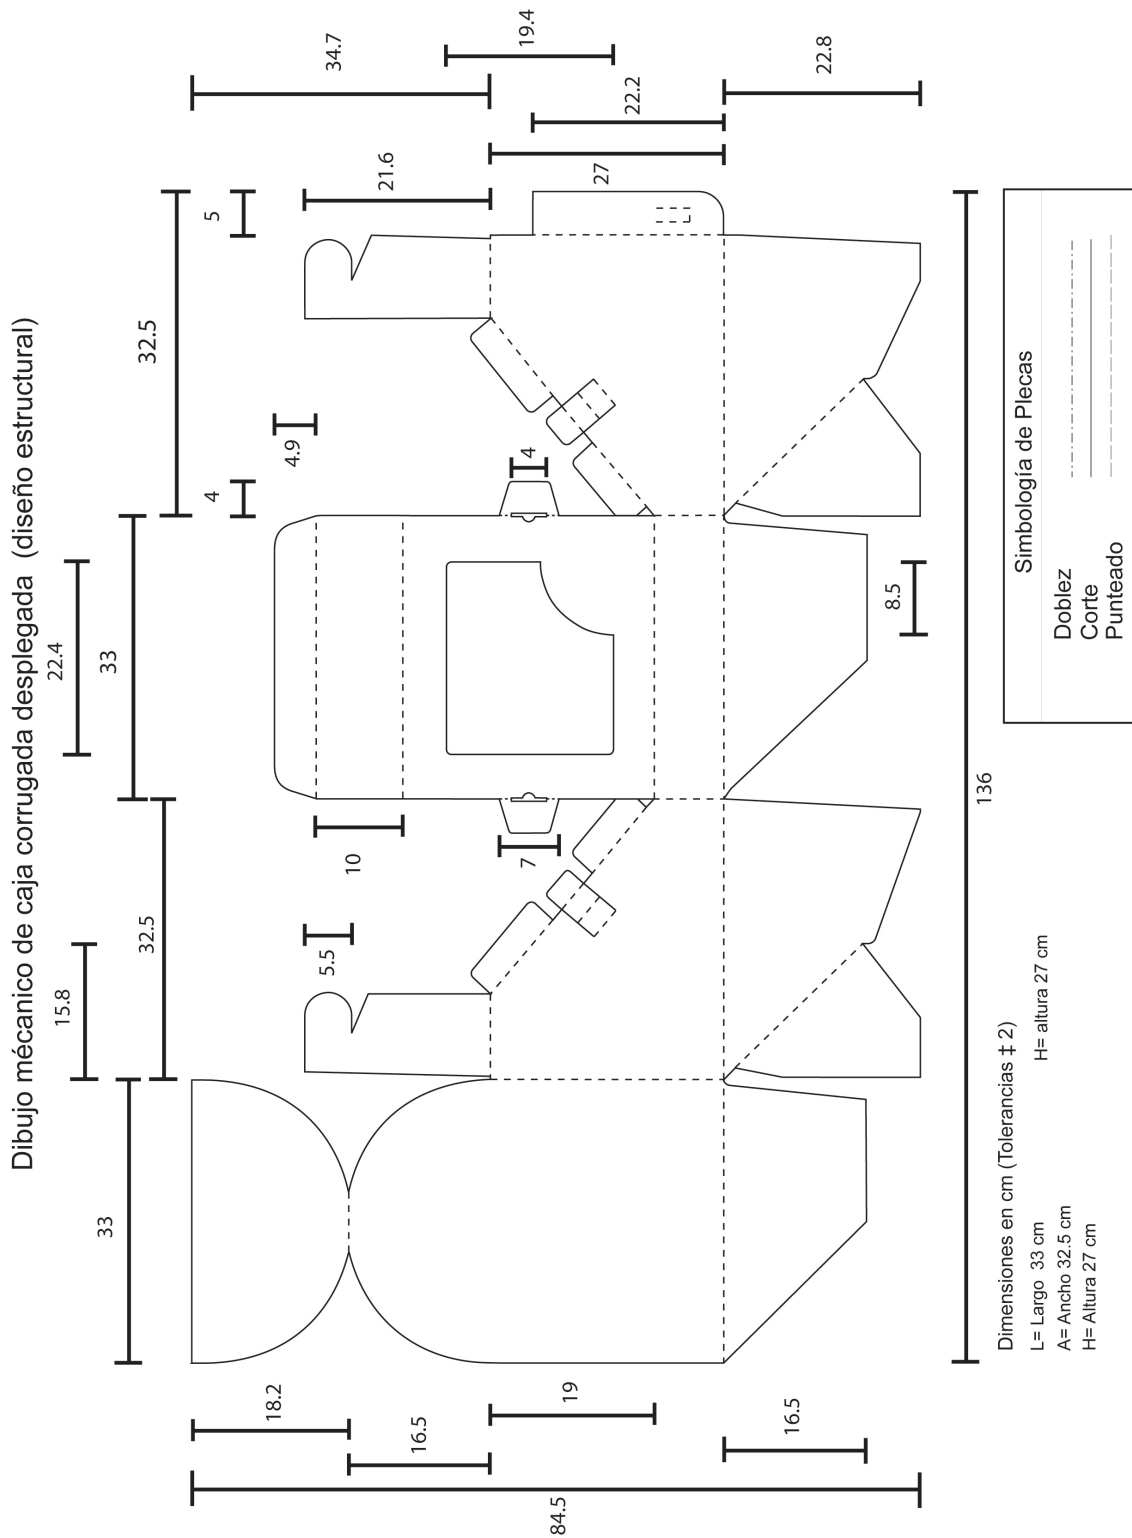 Dibujo mécanico de caja corrugada desplegada (diseño estructural)
22.4
15.8
33
33
32.5
32.5
4
5
4.9
5.5
10
4
7
21.6
34.7
19.4
22.2
27
22.8
18.2
16.5
19
16.5
84.5
8.5
136
Dimensiones en cm (Tolerancias ‡ 2)
L= Largo 33 cm
A= Ancho 32.5 cm
H= Altura 27 cm
H= altura 27 cm
Simbología de Plecas
Doblez
Corte
Punteado